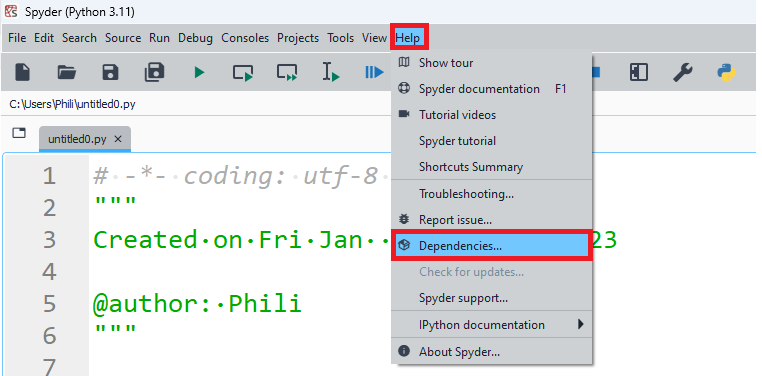 Spyder (Python 3.11)
File Edit Search Source Run Debug Consoles Projects Tools View Help
Show tour
Spyder documentation F1
Tutorial videos
Spyder tutorial
Shortcuts Summary
Troubleshooting...
Report issue...
Dependencies...
Check for updates...
Spyder support...
IPython documentation
About Spyder...
C:\Users\Phili\untitled0.py
untitled0.py
1 # -*- coding: utf-8
2 """
3 Created on Fri Jan 23
4
5 @author: Phili
6 """
7